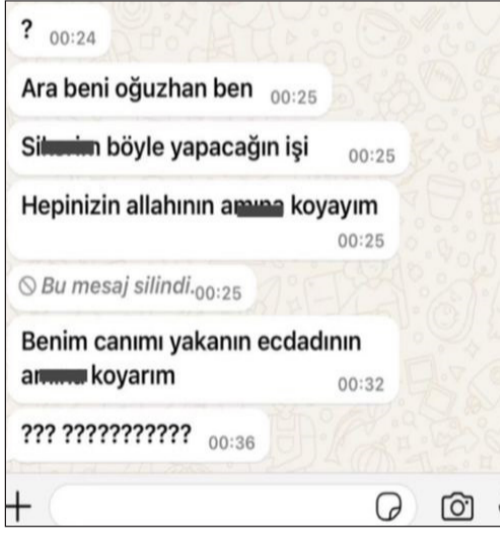 ? 00:24
Ara beni oğuzhan ben 00:25
böyle yapacağın işi 00:25
Hepinizin allahının koyayım
00:25
Bu mesaj silindi. 00:25
Benim canımı yakanın ecdadının
koyarım 00:32
??? ??????????? 00:36